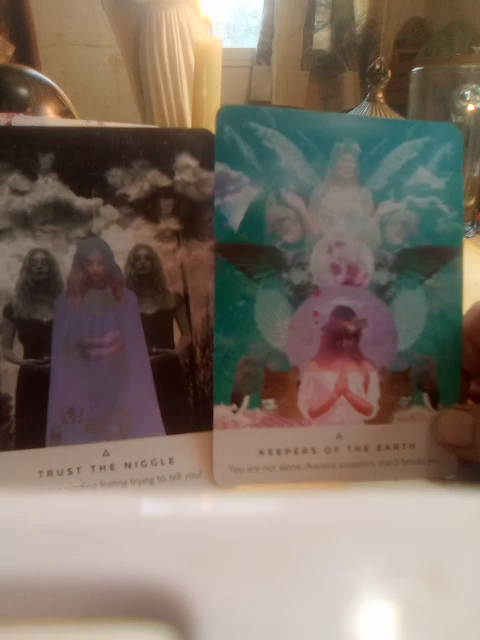 TRUST THE NIGGLE
feeling trying to tell you?
KEEPERS OF THE EARTH
You are not alone. Ancient ancestors stand beside